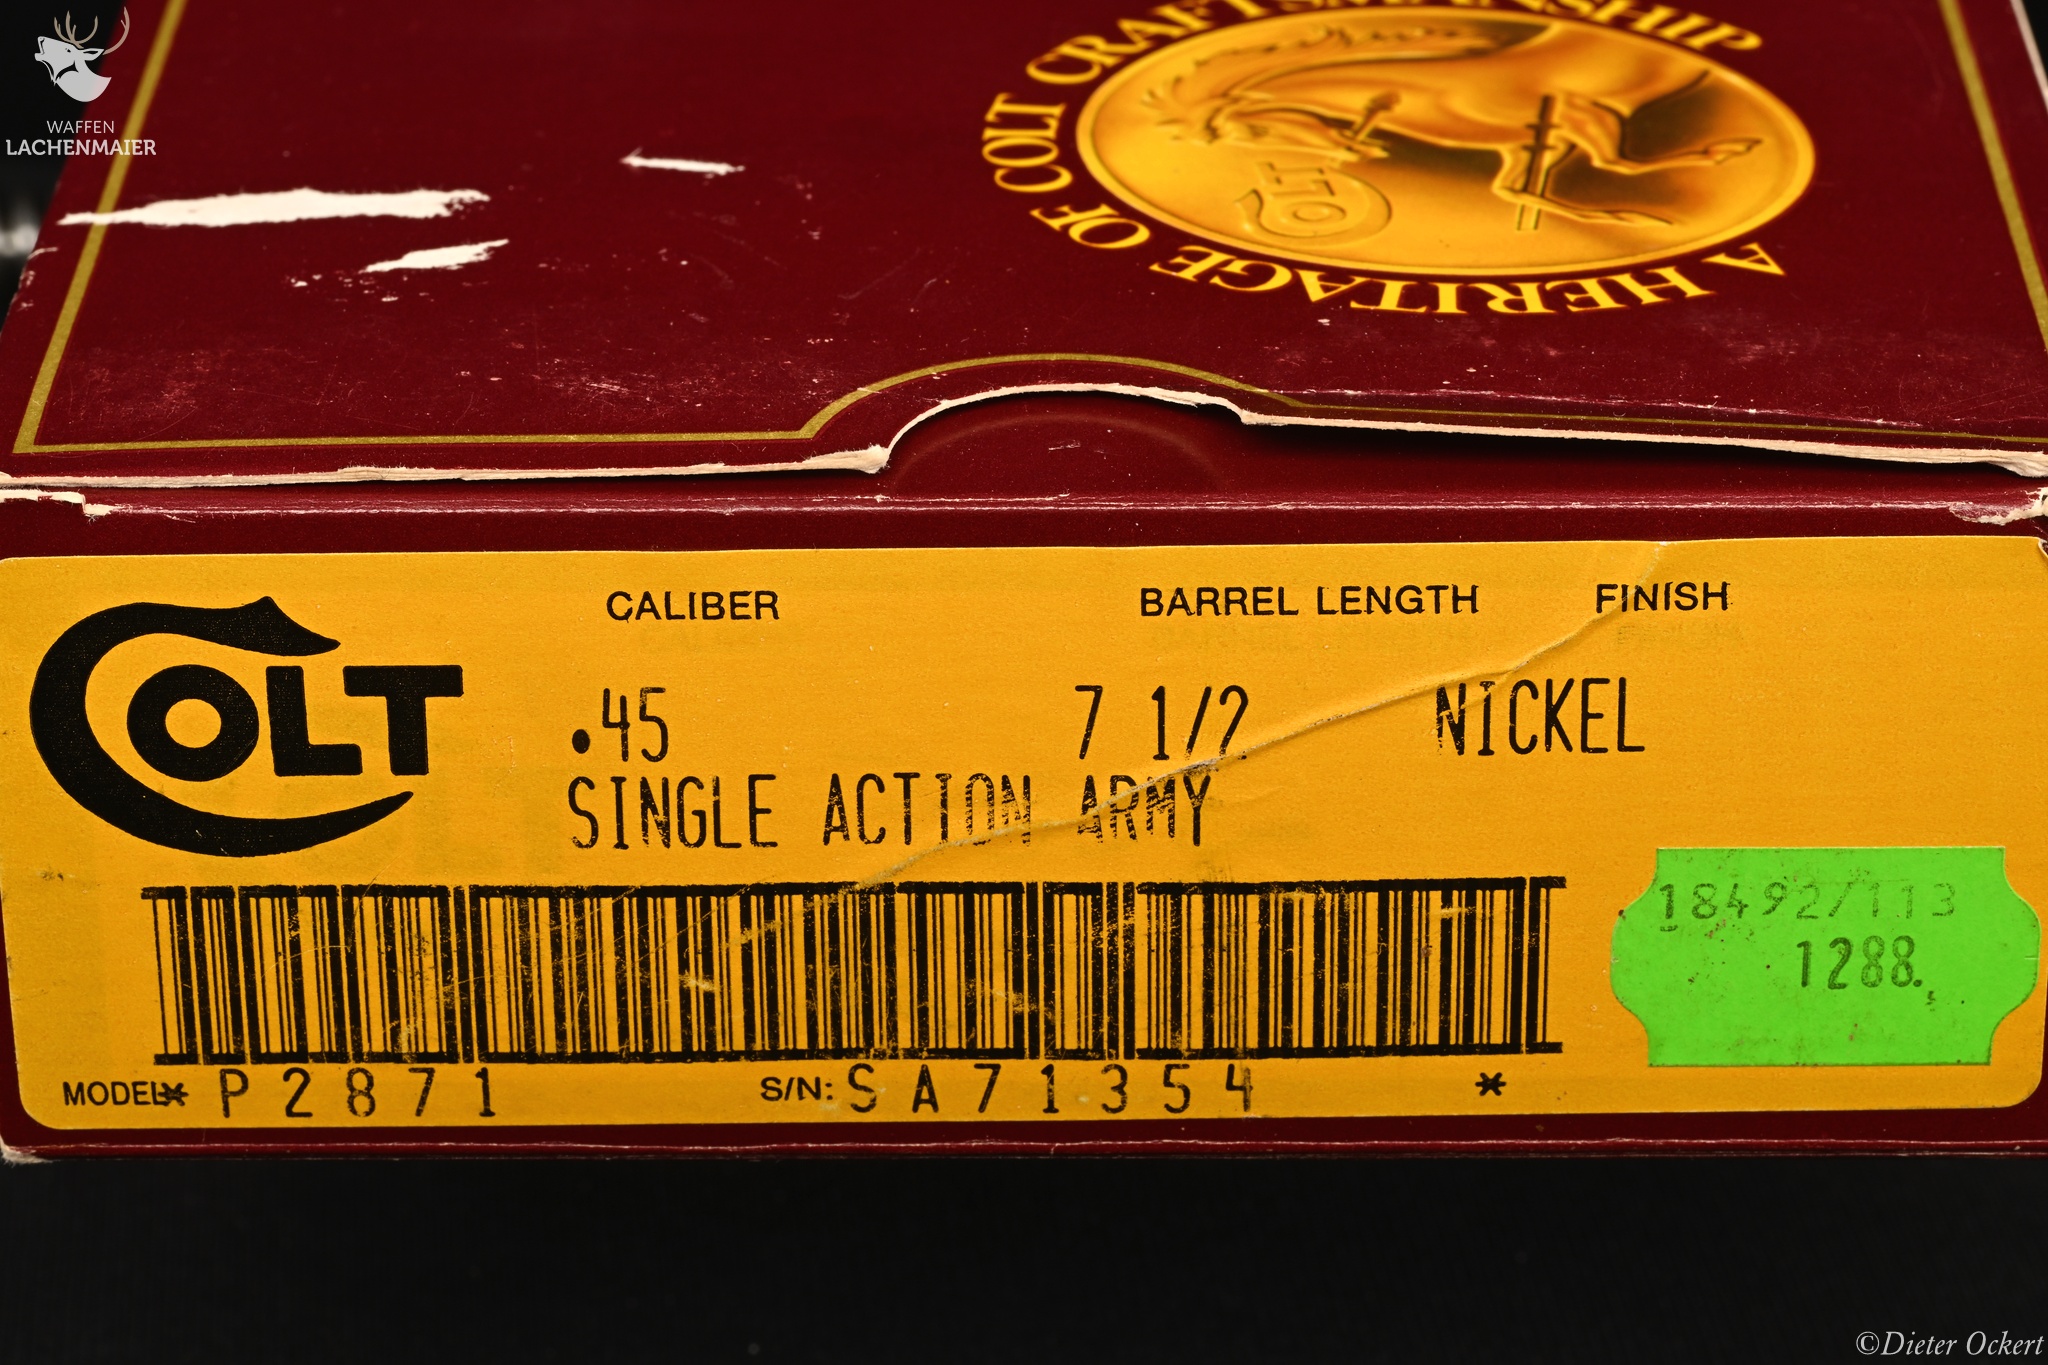 WAFFEN
LACHENMAIER
A HERITAGE OF COLT CRAFTSMANSHIP
COLT
COLT
CALIBER BARREL LENGTH FINISH
.45 7 1/2 NICKEL
SINGLE ACTION ARMY
18492/113
1288.,
MODEL* P2871 S/N: SA71354 *
©Dieter Ockert